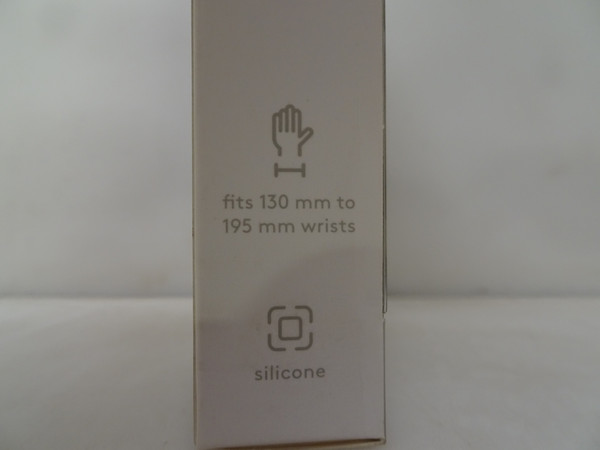 fits 130 mm to
195 mm wrists
silicone